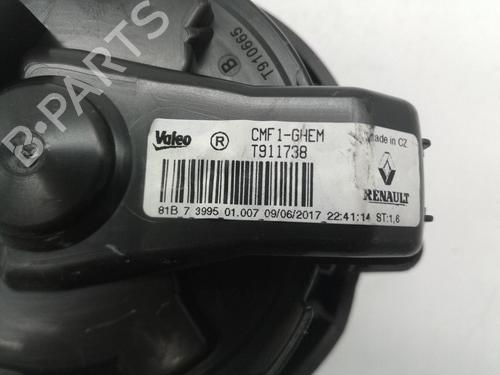 B-PARTS
T910665
B
Valeo ® CMF1-GHEM
T911738
Made in CZ
RENAULT
81B 7 3995 01.007 09/06/2017 22:41:14 ST:1,6